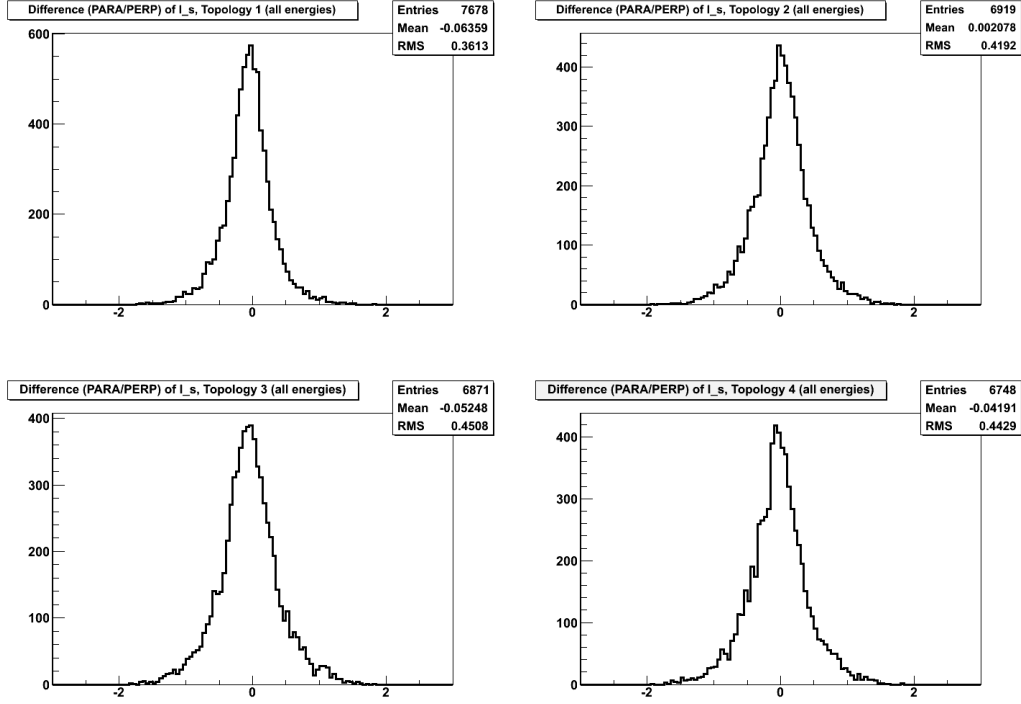 Difference (PARA/PERP) of I_s, Topology 1 (all energies)
Entries 7678
Mean -0.06359
RMS 0.3613
600
400
200
0
-2 0 2
Difference (PARA/PERP) of I_s, Topology 2 (all energies)
Entries 6919
Mean 0.002078
RMS 0.4192
400
300
200
100
0
-2 0 2
Difference (PARA/PERP) of I_s, Topology 3 (all energies)
Entries 6871
Mean -0.05248
RMS 0.4508
400
300
200
100
0
-2 0 2
Difference (PARA/PERP) of I_s, Topology 4 (all energies)
Entries 6748
Mean -0.04191
RMS 0.4429
400
300
200
100
0
-2 0 2